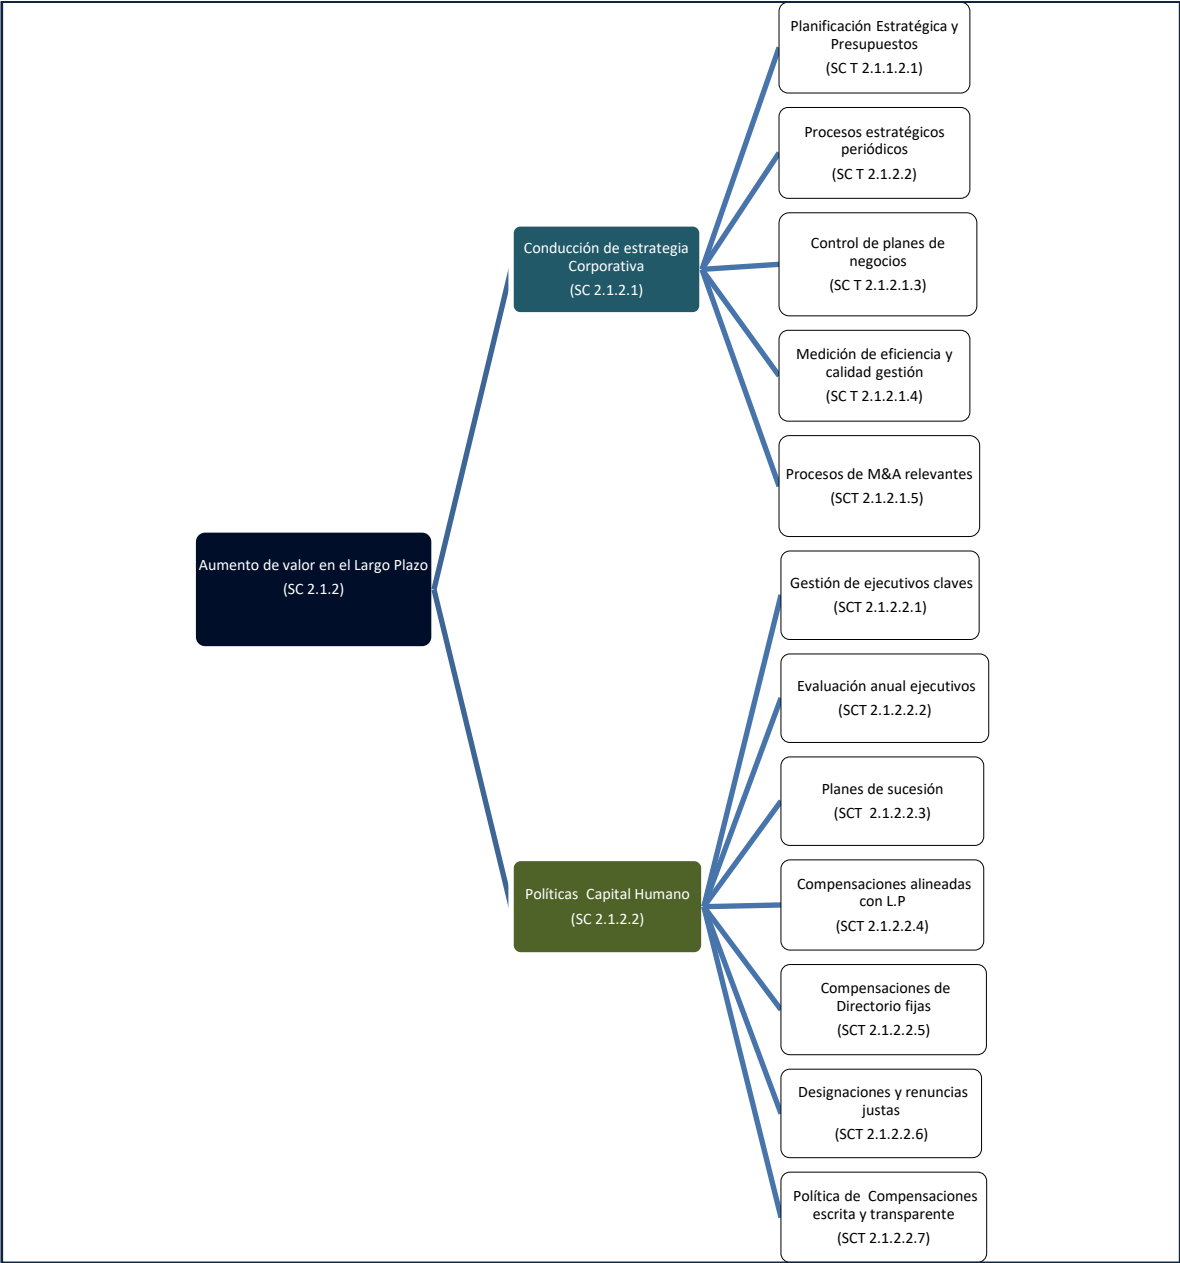 Planificación Estratégica y
Presupuestos
(SC T 2.1.1.2.1)
Procesos estratégicos
periódicos
(SC T 2.1.2.2)
Control de planes de
negocios
(SC T 2.1.2.1.3)
Medición de eficiencia y
calidad gestión
(SC T 2.1.2.1.4)
Procesos de M&A relevantes
(SCT 2.1.2.1.5)
Conducción de estrategia
Corporativa
(SC 2.1.2.1)
Aumento de valor en el Largo Plazo
(SC 2.1.2)
Gestión de ejecutivos claves
(SCT 2.1.2.2.1)
Evaluación anual ejecutivos
(SCT 2.1.2.2.2)
Planes de sucesión
(SCT  2.1.2.2.3)
Compensaciones alineadas
con L.P
(SCT 2.1.2.2.4)
Compensaciones de
Directorio fijas
(SCT 2.1.2.2.5)
Designaciones y renuncias
justas
(SCT 2.1.2.2.6)
Política de  Compensaciones
escrita y transparente
(SCT 2.1.2.2.7)
Políticas  Capital Humano
(SC 2.1.2.2)